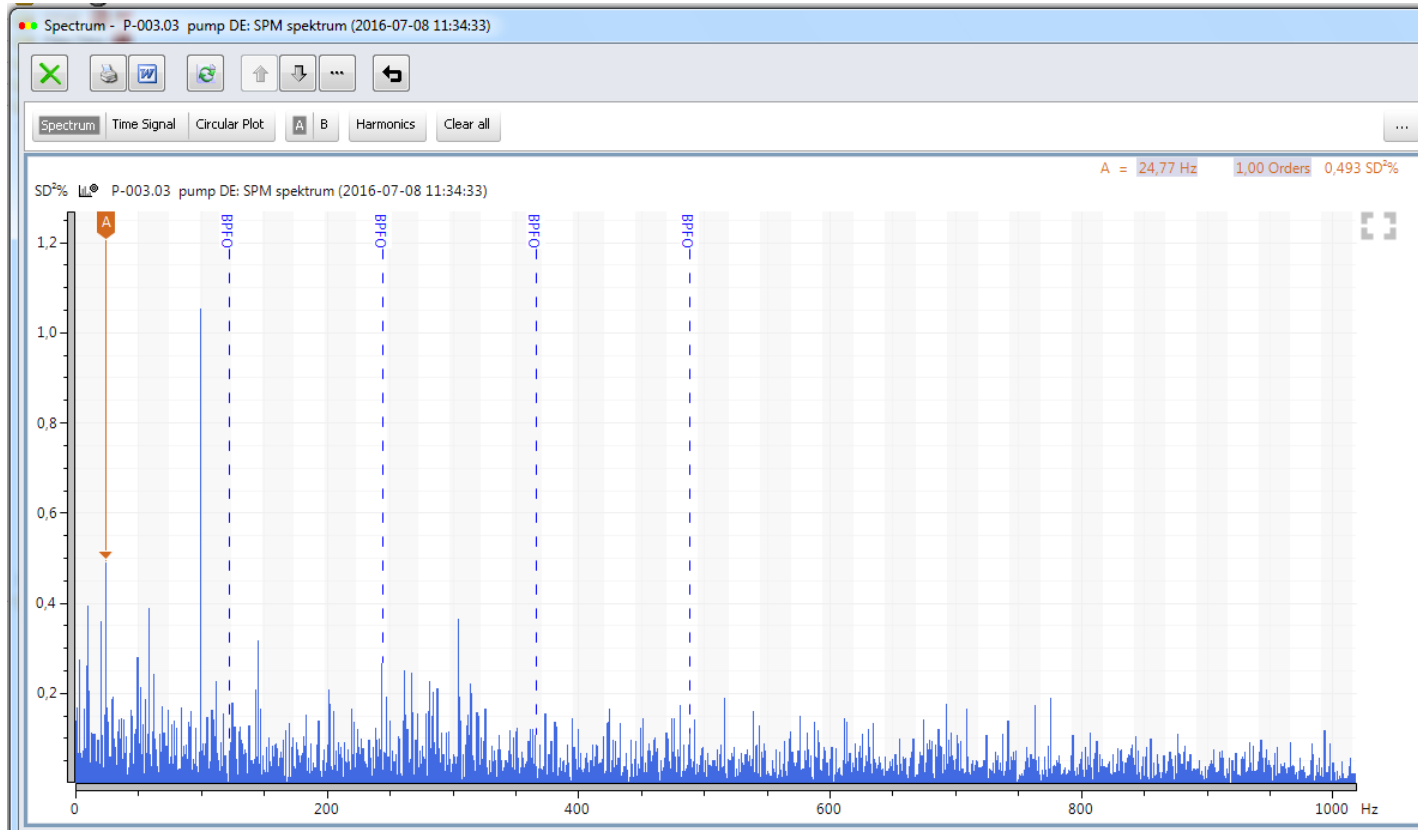 Spectrum - P-003.03 pump DE: SPM spektrum (2016-07-08 11:34:33)
W ...
Spectrum Time Signal Circular Plot A B Harmonics Clear all ...
A = 24,77 Hz 1,00 Orders 0,493 SD²%
SD²% P-003.03 pump DE: SPM spektrum (2016-07-08 11:34:33)
A BPFO BPFO BPFO BPFO
1,2
1,0
0,8
0,6
0,4
0,2
0 200 400 600 800 1000 Hz